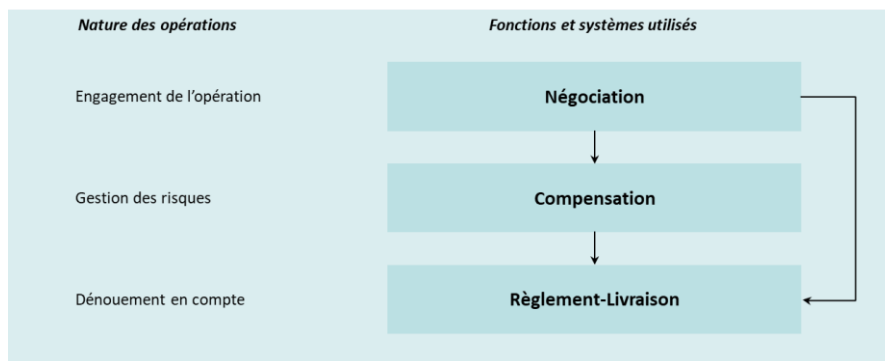 Nature des opérations
Fonctions et systèmes utilisés
Engagement de l’opération
Négociation
Gestion des risques
Compensation
Dénouement en compte
Règlement-Livraison